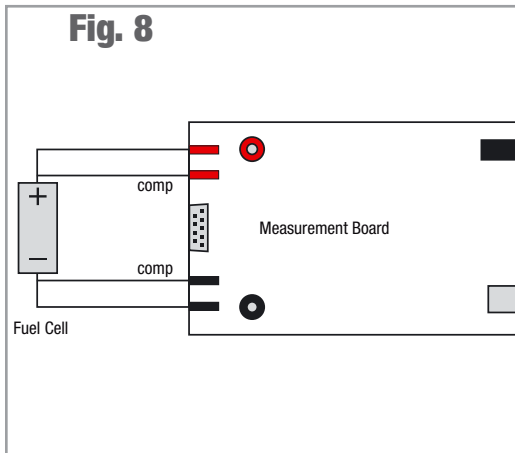 Fig. 8
comp
+
Measurement Board
–
comp
Fuel Cell